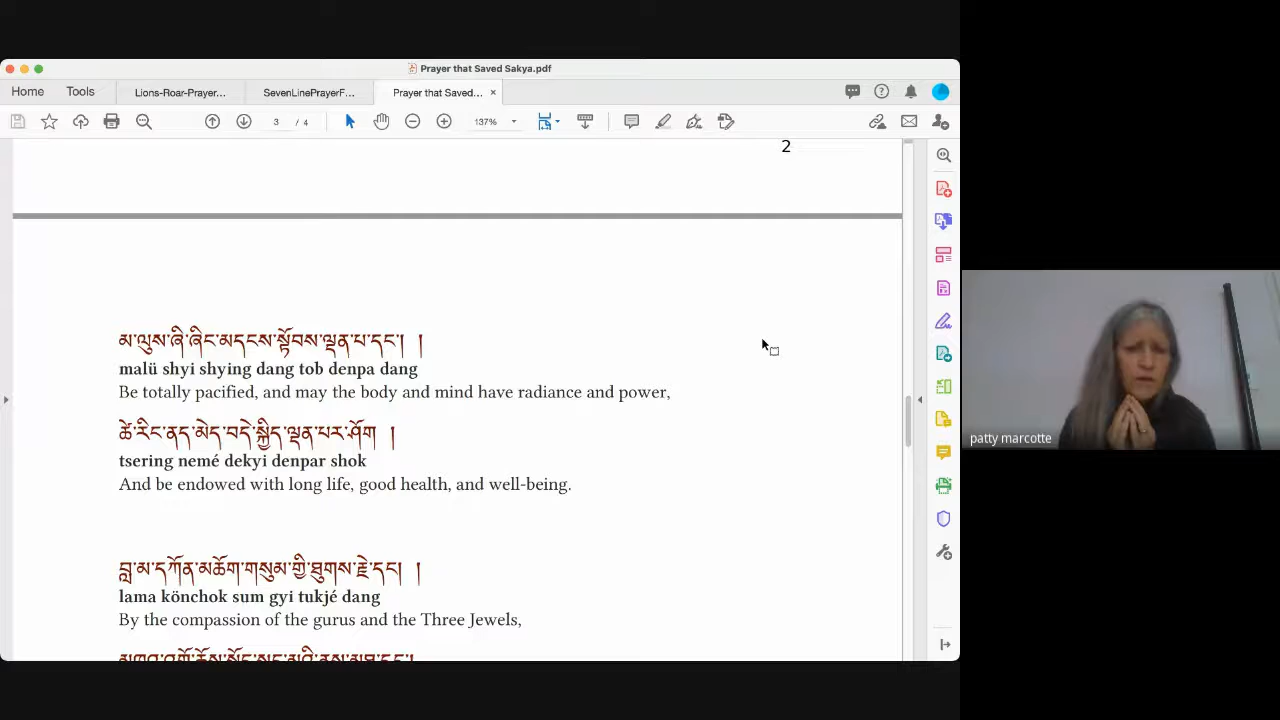 Prayer that Saved Sakya.pdf
Home Tools Lions-Roar-Prayer... SevenLinePrayerF... Prayer that Saved... ×
3 / 4 137%
2
མ་ལུས་ཞི་ཞིང་མདངས་སྟོབས་ལྡན་པ་དང་། །
malü shyi shying dang tob denpa dang
Be totally pacified, and may the body and mind have radiance and power,
ཚེ་རིང་ནད་མེད་བདེ་སྐྱིད་ལྡན་པར་ཤོག །
tsering nemé dekyi denpar shok
And be endowed with long life, good health, and well-being.
བླ་མ་དཀོན་མཆོག་གསུམ་གྱི་ཐུགས་རྗེ་དང༌། །
lama könchok sum gyi tukjé dang
By the compassion of the gurus and the Three Jewels,
patty marcotte